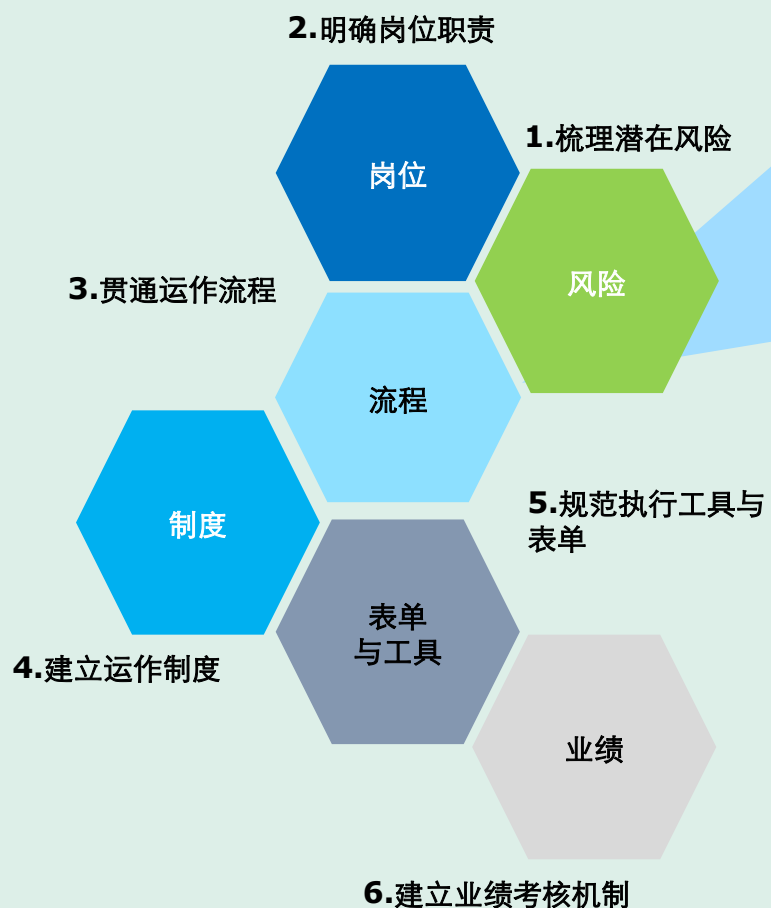 2.明确岗位职责
1.梳理潜在风险
岗位
风险
3.贯通运作流程
流程
制度
5.规范执行工具与
表单
表单
与工具
4.建立运作制度
业绩
6.建立业绩考核机制